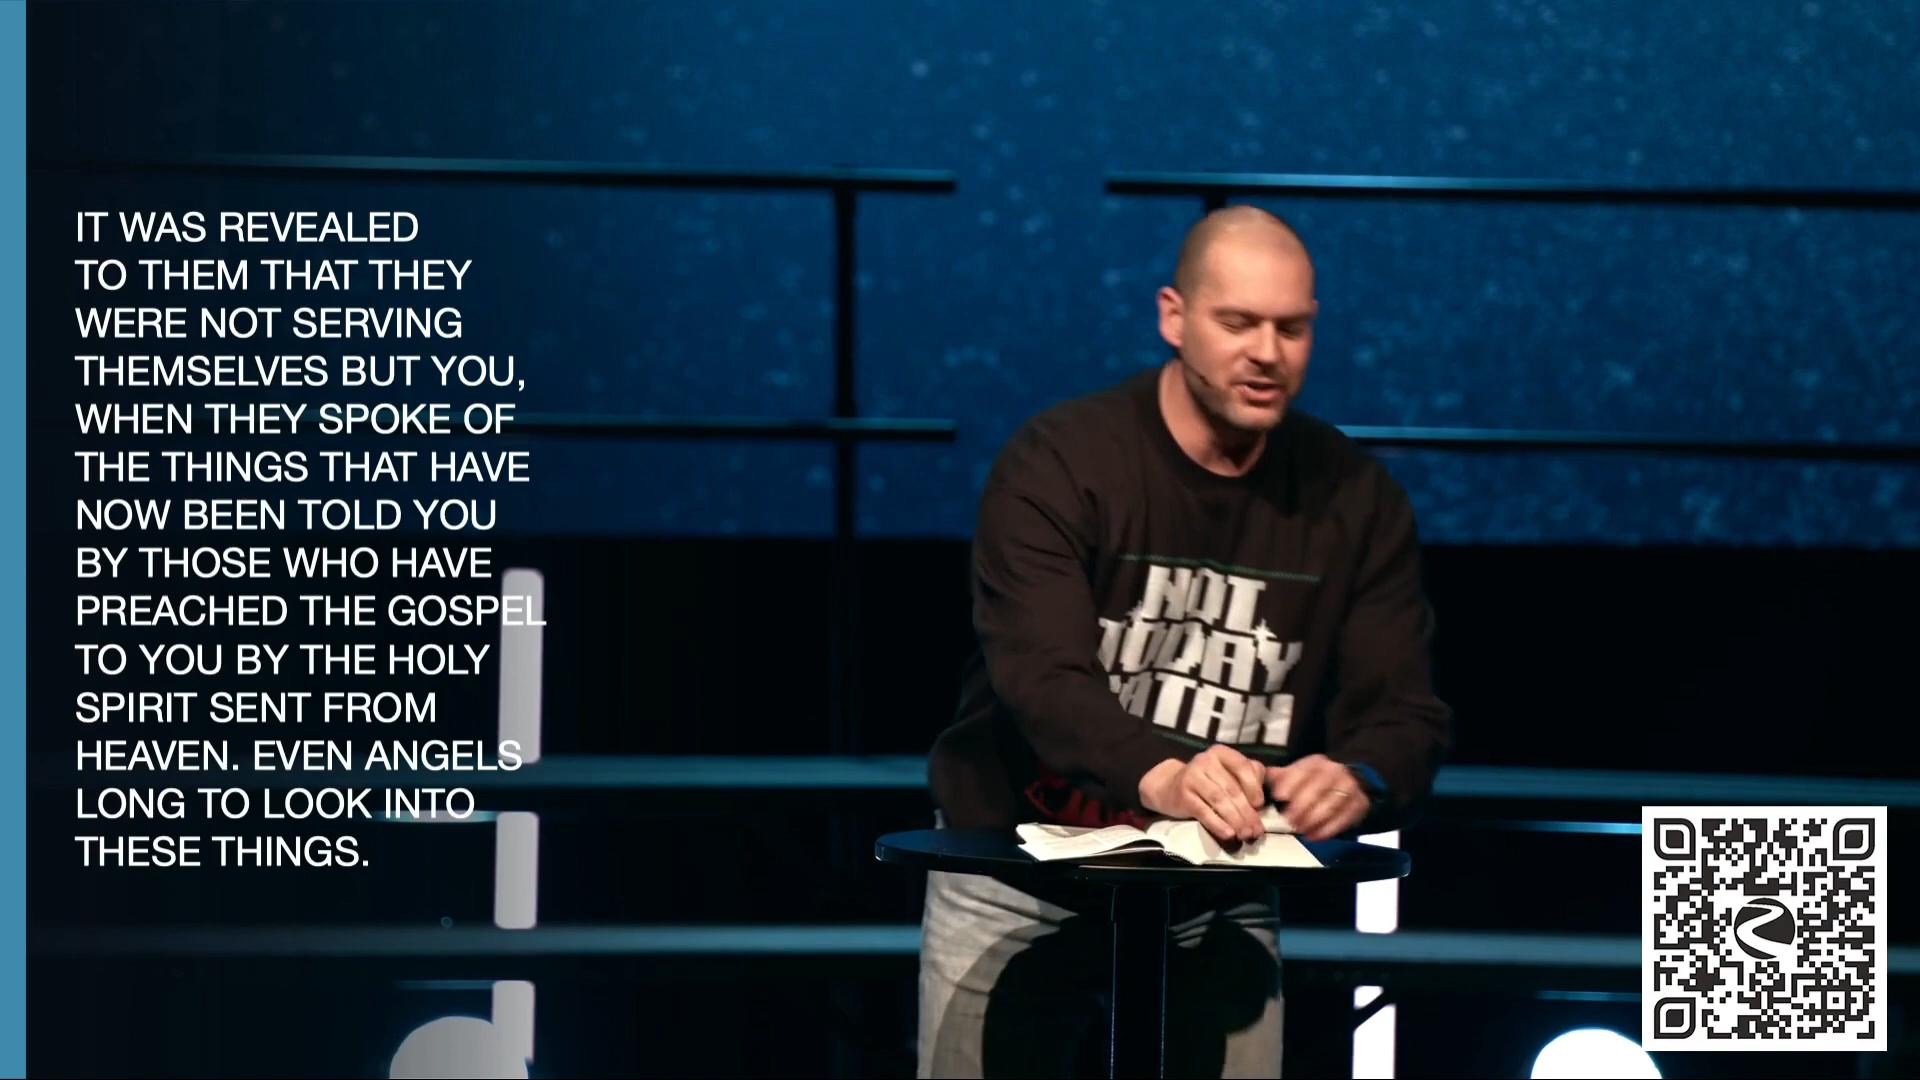 IT WAS REVEALED
TO THEM THAT THEY
WERE NOT SERVING
THEMSELVES BUT YOU,
WHEN THEY SPOKE OF
THE THINGS THAT HAVE
NOW BEEN TOLD YOU
BY THOSE WHO HAVE
PREACHED THE GOSPEL
TO YOU BY THE HOLY
SPIRIT SENT FROM
HEAVEN. EVEN ANGELS
LONG TO LOOK INTO
THESE THINGS.
NOT
TODAY
SATAN